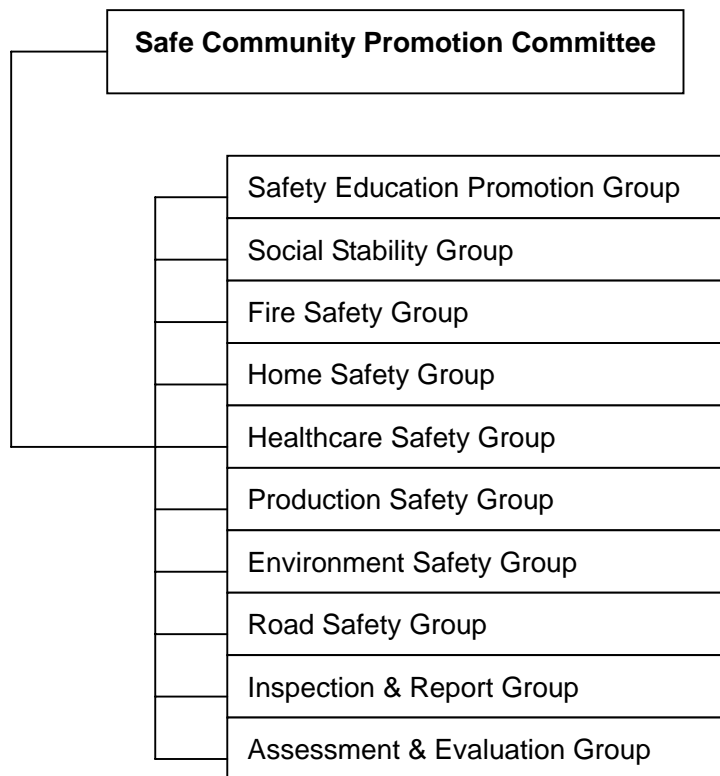 Safe Community Promotion Committee
Safety Education Promotion Group
Social Stability Group
Fire Safety Group
Home Safety Group
Healthcare Safety Group
Production Safety Group
Environment Safety Group
Road Safety Group
Inspection & Report Group
Assessment & Evaluation Group